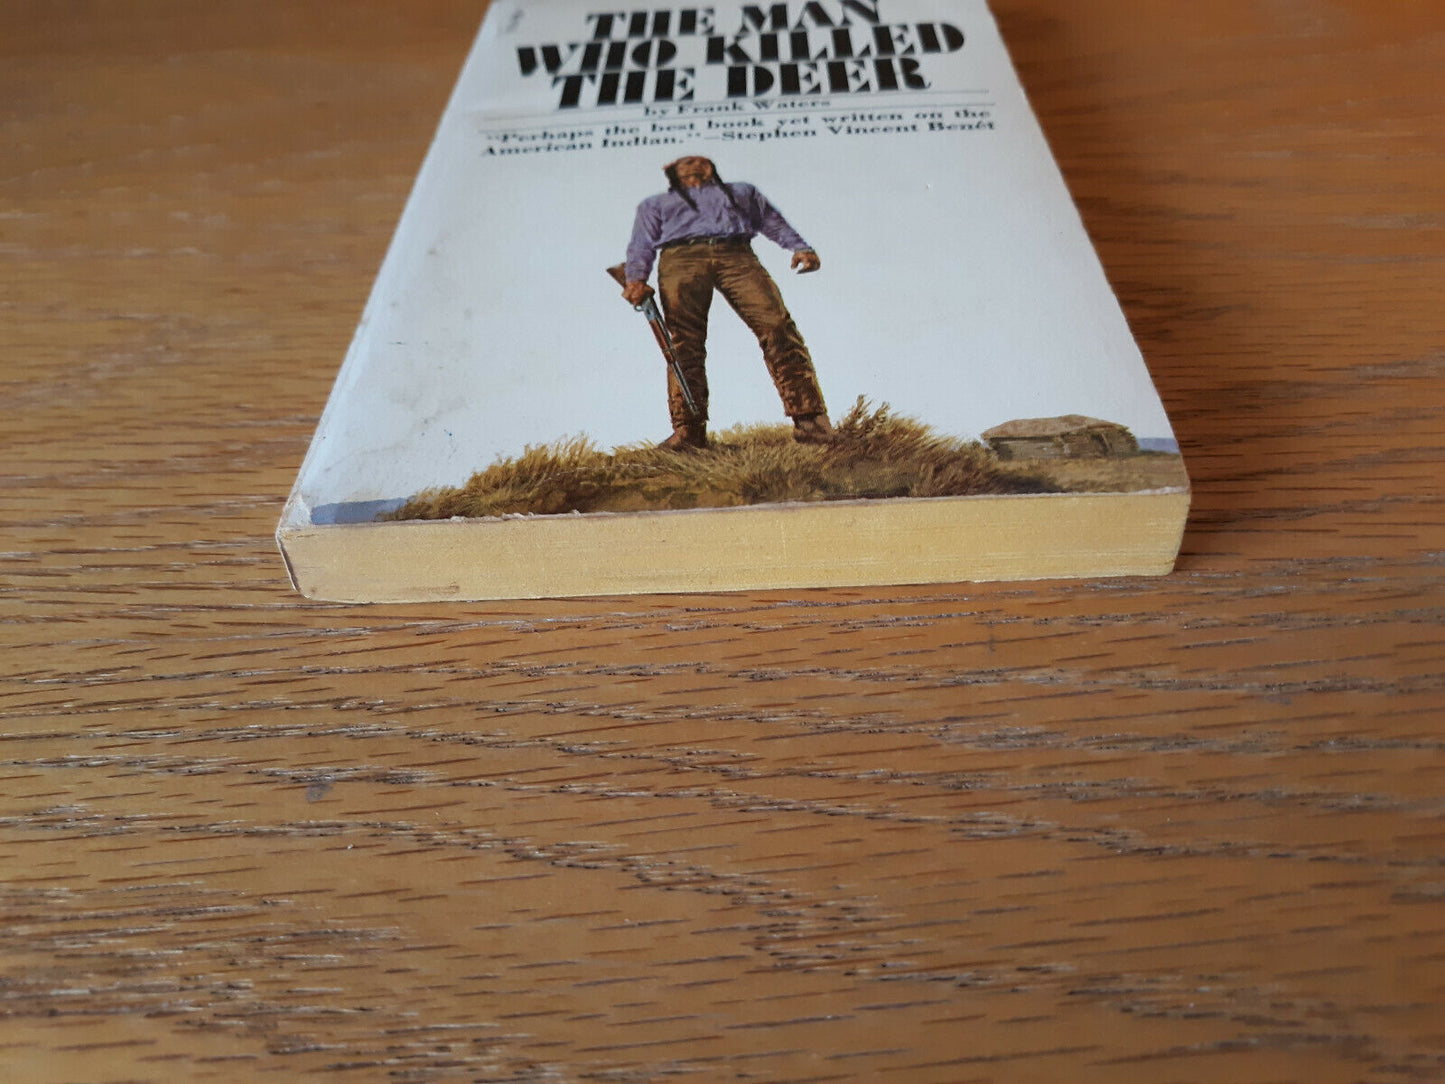 THE MAN
WHO KILLED
THE DEER
by Frank Waters
"Perhaps the best book yet written on the
American Indian."—Stephen Vincent Benét